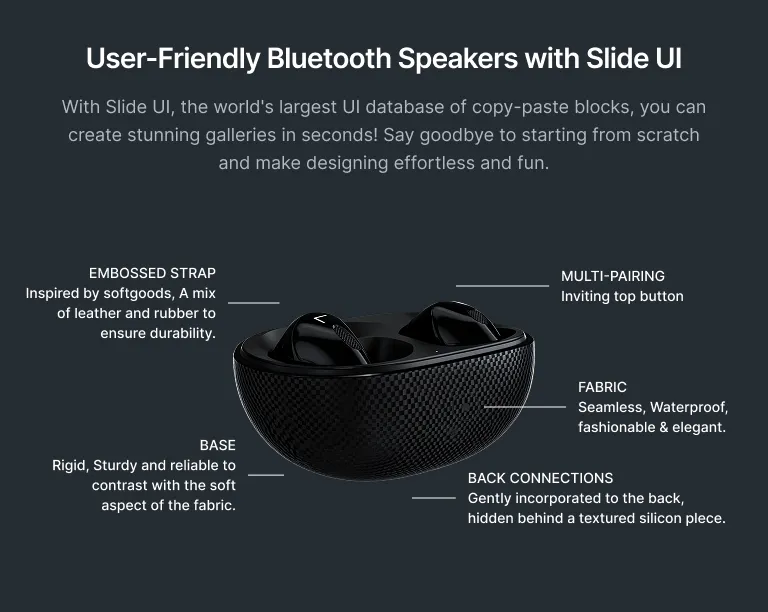 User-Friendly Bluetooth Speakers with Slide UI
With Slide UI, the world's largest UI database of copy-paste blocks, you can
create stunning galleries in seconds! Say goodbye to starting from scratch
and make designing effortless and fun.
EMBOSSED STRAP
Inspired by softgoods, A mix
of leather and rubber to
ensure durability.
MULTI-PAIRING
Inviting top button
FABRIC
Seamless, Waterproof,
fashionable & elegant.
BASE
Rigid, Sturdy and reliable to
contrast with the soft
aspect of the fabric.
BACK CONNECTIONS
Gently incorporated to the back,
hidden behind a textured silicon plece.